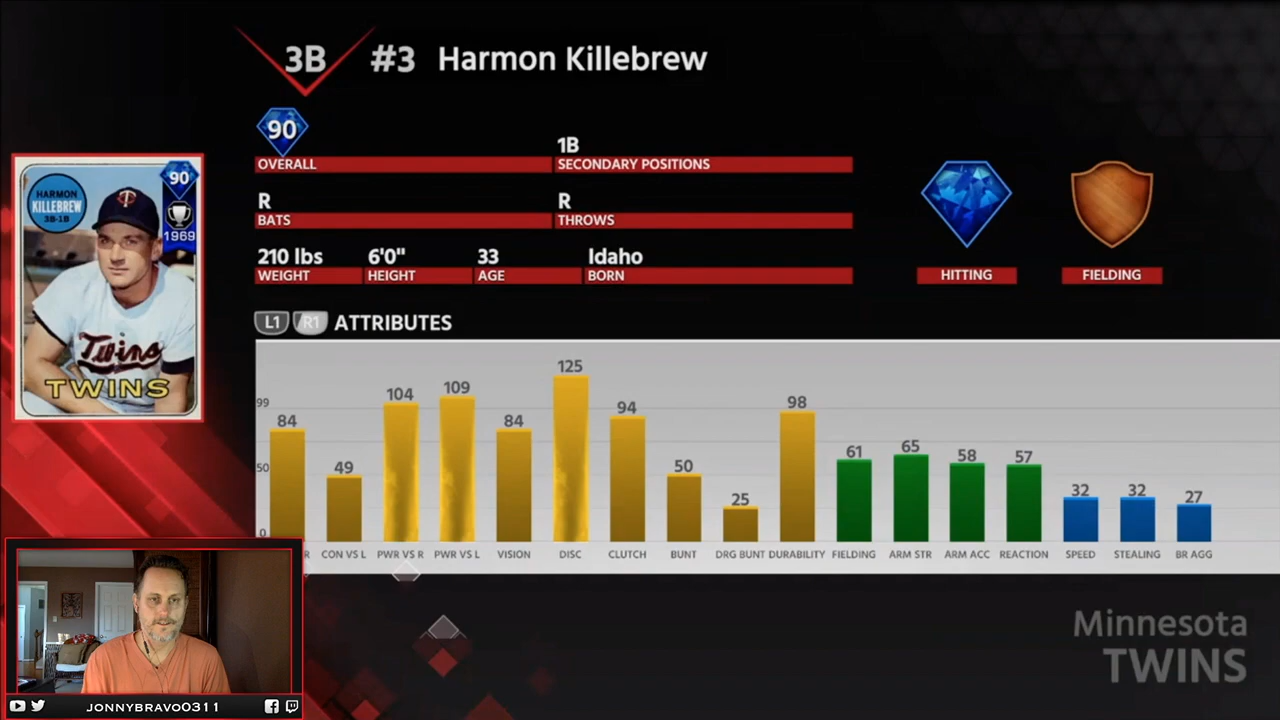 3B #3 Harmon Killebrew
90
OVERALL
1B
SECONDARY POSITIONS
R
BATS
R
THROWS
210 lbs
WEIGHT
6'0"
HEIGHT
33
AGE
Idaho
BORN
HITTING
FIELDING
HARMON
KILLEBREW
3B-1B
90
1969
T
Twins
TWINS
L1 R1 ATTRIBUTES
99
50
0
84 49 104 109 84 125 94 50 25 98 61 65 58 57 32 32 27
R CON VS L PWR VS R PWR VS L VISION DISC CLUTCH BUNT DRG BUNT DURABILITY FIELDING ARM STR ARM ACC REACTION SPEED STEALING BR AGG
Minnesota
TWINS
JONNYBRAVO0311